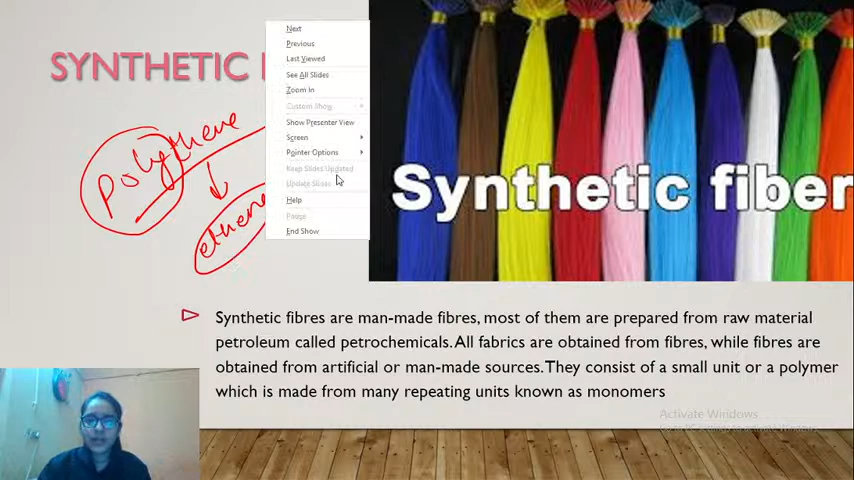 SYNTHETIC
Polythene
ethene
Next
Previous
Last Viewed
See All Slides
Zoom In
Custom Show
Show Presenter View
Screen
Pointer Options
Keep Slides Updated
Update Slides
Help
Pause
End Show
Synthetic fiber
Synthetic fibres are man-made fibres, most of them are prepared from raw material
petroleum called petrochemicals. All fabrics are obtained from fibres, while fibres are
obtained from artificial or man-made sources. They consist of a small unit or a polymer
which is made from many repeating units known as monomers
Activate Windows